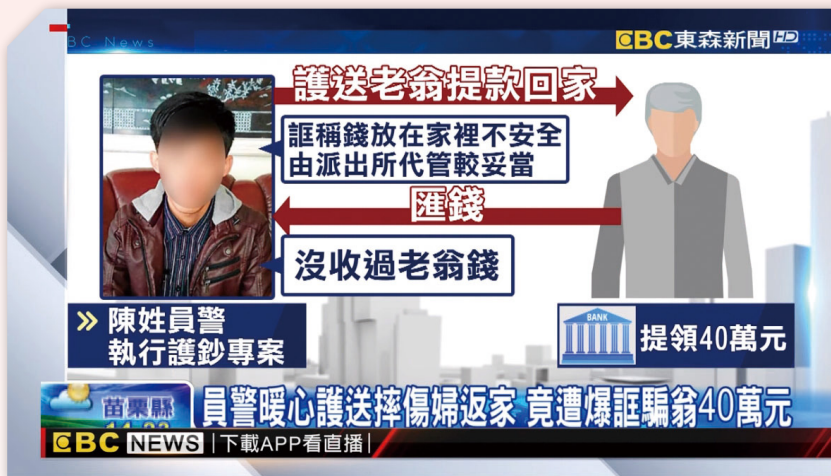 BC News
EBC東森新聞HD
護送老翁提款回家
誆稱錢放在家裡不安全
由派出所代管較妥當
匯錢
沒收過老翁錢
陳姓員警
執行護鈔專案
BANK
提領40萬元
苗栗縣
員警暖心護送摔傷婦返家 竟遭爆誆騙翁40萬元
EBC NEWS 下載APP看直播